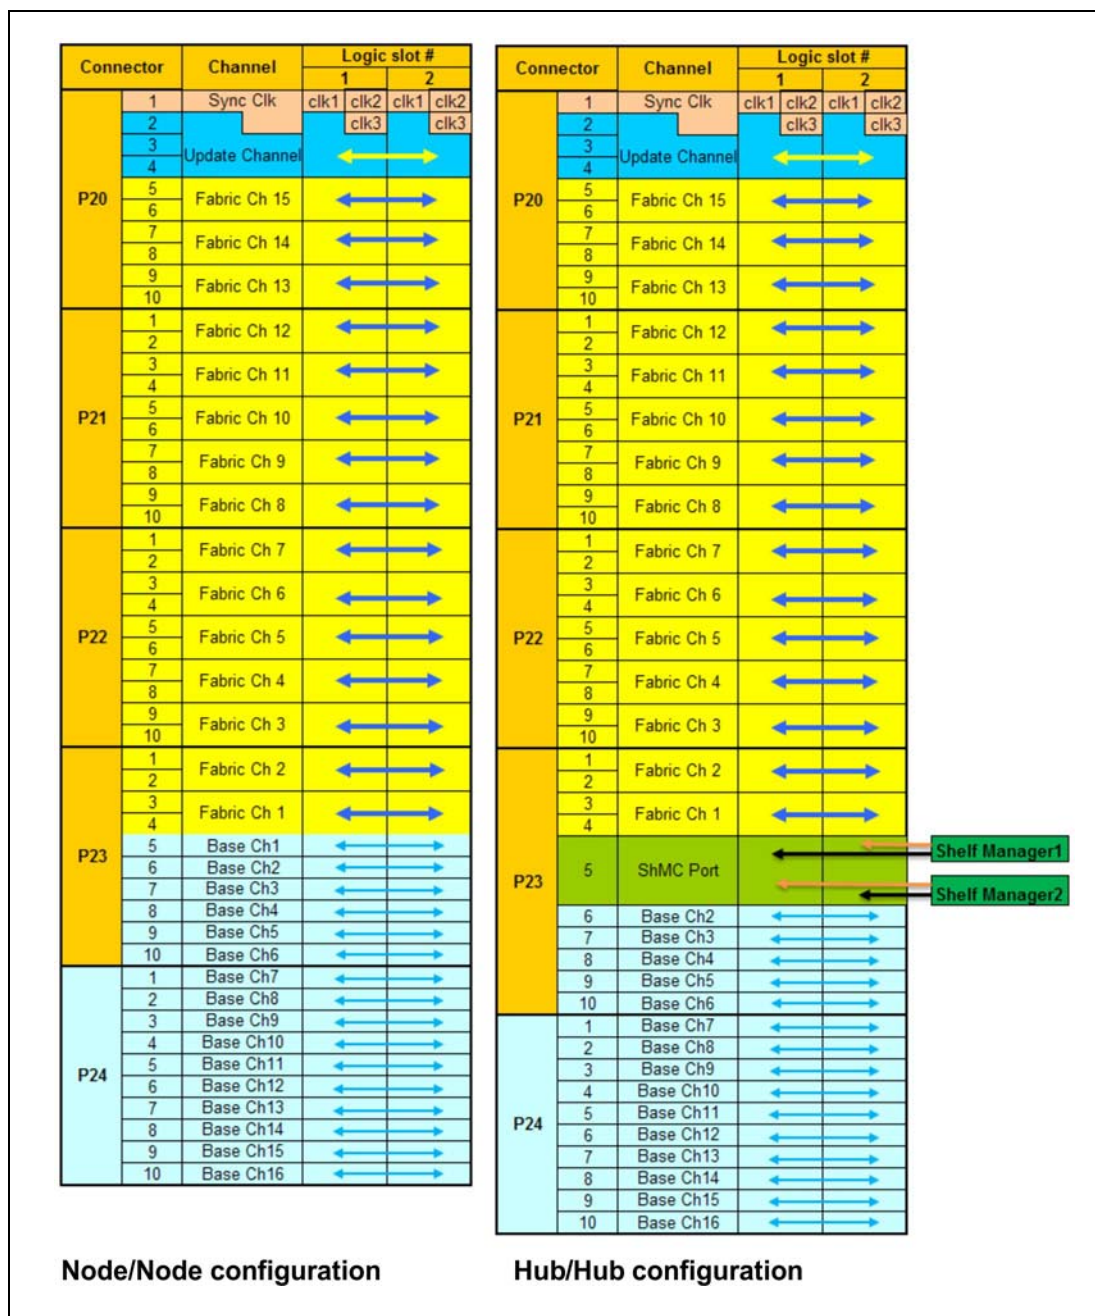 Connector Channel Logic slot #
1 2
P20 1 Sync Clk clk1 clk2 clk1 clk2
2 clk3 clk3
3 Update Channel
4
5 Fabric Ch 15
6
7 Fabric Ch 14
8
9 Fabric Ch 13
10
P21 1 Fabric Ch 12
2
3 Fabric Ch 11
4
5 Fabric Ch 10
6
7 Fabric Ch 9
8
9 Fabric Ch 8
10
P22 1 Fabric Ch 7
2
3 Fabric Ch 6
4
5 Fabric Ch 5
6
7 Fabric Ch 4
8
9 Fabric Ch 3
10
P23 1 Fabric Ch 2
2
3 Fabric Ch 1
4
5 Base Ch1
6 Base Ch2
7 Base Ch3
8 Base Ch4
9 Base Ch5
10 Base Ch6
P24 1 Base Ch7
2 Base Ch8
3 Base Ch9
4 Base Ch10
5 Base Ch11
6 Base Ch12
7 Base Ch13
8 Base Ch14
9 Base Ch15
10 Base Ch16
Node/Node configuration
Connector Channel Logic slot #
1 2
P20 1 Sync Clk clk1 clk2 clk1 clk2
2 clk3 clk3
3 Update Channel
4
5 Fabric Ch 15
6
7 Fabric Ch 14
8
9 Fabric Ch 13
10
P21 1 Fabric Ch 12
2
3 Fabric Ch 11
4
5 Fabric Ch 10
6
7 Fabric Ch 9
8
9 Fabric Ch 8
10
P22 1 Fabric Ch 7
2
3 Fabric Ch 6
4
5 Fabric Ch 5
6
7 Fabric Ch 4
8
9 Fabric Ch 3
10
P23 1 Fabric Ch 2
2
3 Fabric Ch 1
4
5 ShMC Port
Shelf Manager1
Shelf Manager2
6 Base Ch2
7 Base Ch3
8 Base Ch4
9 Base Ch5
10 Base Ch6
P24 1 Base Ch7
2 Base Ch8
3 Base Ch9
4 Base Ch10
5 Base Ch11
6 Base Ch12
7 Base Ch13
8 Base Ch14
9 Base Ch15
10 Base Ch16
Hub/Hub configuration